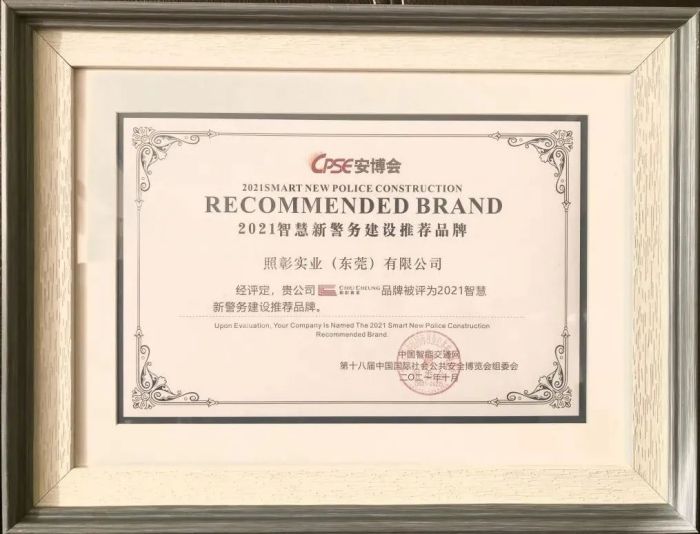 CPSE安博会
2021SMART NEW POLICE CONSTRUCTION
RECOMMENDED BRAND
2021智慧新警务建设推荐品牌
照彰实业（东莞）有限公司
经评定，贵公司 CHIU CHEUNG 照彰實業 品牌被评为2021智慧
新警务建设推荐品牌。
Upon Evaluation, Your Company Is Named The 2021 Smart New Police Construction
Recommended Brand.
中国智能交通网
第十八届中国国际社会公共安全博览会组委会
二〇二一年十月